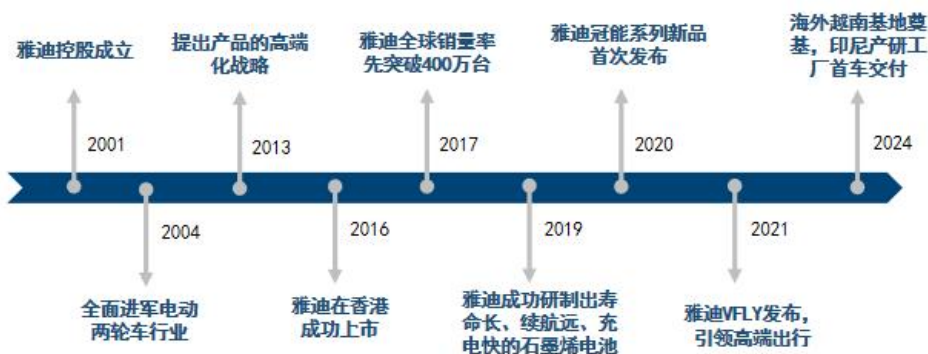 雅迪控股成立
提出产品的高端
化战略
雅迪全球销量率
先突破400万台
雅迪冠能系列新品
首次发布
海外越南基地奠
基，印尼产研工
厂首车交付
2001
2013
2017
2020
2024
2004
2016
2019
2021
全面进军电动
两轮车行业
雅迪在香港
成功上市
雅迪成功研制出寿
命长、续航远、充
电快的石墨烯电池
雅迪VFLY发布，
引领高端出行